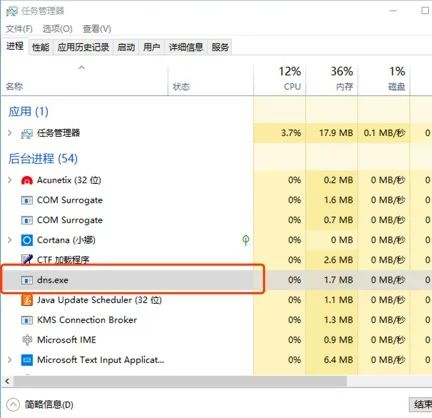 任务管理器
文件(F) 选项(O) 查看(V)
进程 性能 应用历史记录 启动 用户 详细信息 服务
12% 36% 1%
名称 状态 CPU 内存 磁盘
应用 (1)
任务管理器 3.7% 17.9 MB 0.1 MB/秒
后台进程 (54)
Acunetix (32 位) 0% 0.2 MB 0 MB/秒
COM Surrogate 0% 1.6 MB 0 MB/秒
COM Surrogate 0% 0.7 MB 0 MB/秒
Cortana (小娜) 0% 0 MB 0 MB/秒
CTF 加载程序 0% 2.6 MB 0 MB/秒
dns.exe 0% 1.7 MB 0 MB/秒
Java Update Scheduler (32 位) 0% 1.1 MB 0 MB/秒
KMS Connection Broker 0% 1.3 MB 0 MB/秒
Microsoft IME 0% 0.9 MB 0 MB/秒
Microsoft Text Input Applicat... 0% 6.4 MB 0 MB/秒
简略信息(D) 结束